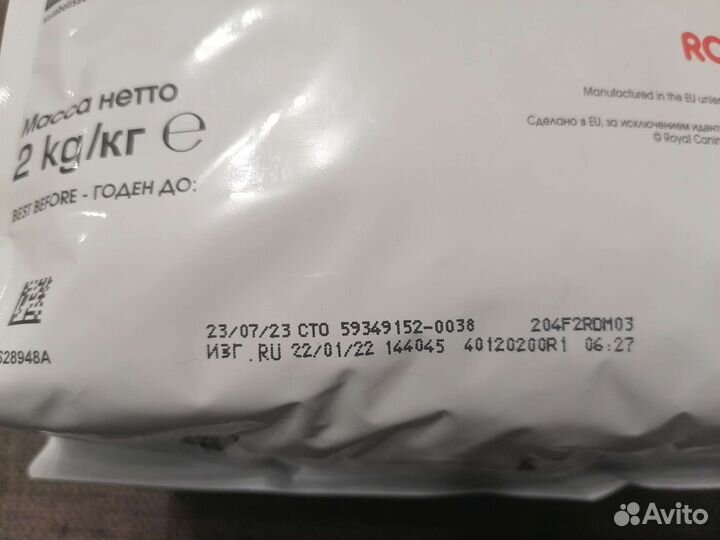 RO
Manufactured in the EU
Масса нетто
2 kg/кг ℮
Сделано в EU, за исключением
© Royal Canin
BEST BEFORE - ГОДЕН ДО:
23/07/23 СТО 59349152-0038 204F2RDM03
ИЗГ.RU 22/01/22 144045 40120200R1 06:27
528948A
Avito